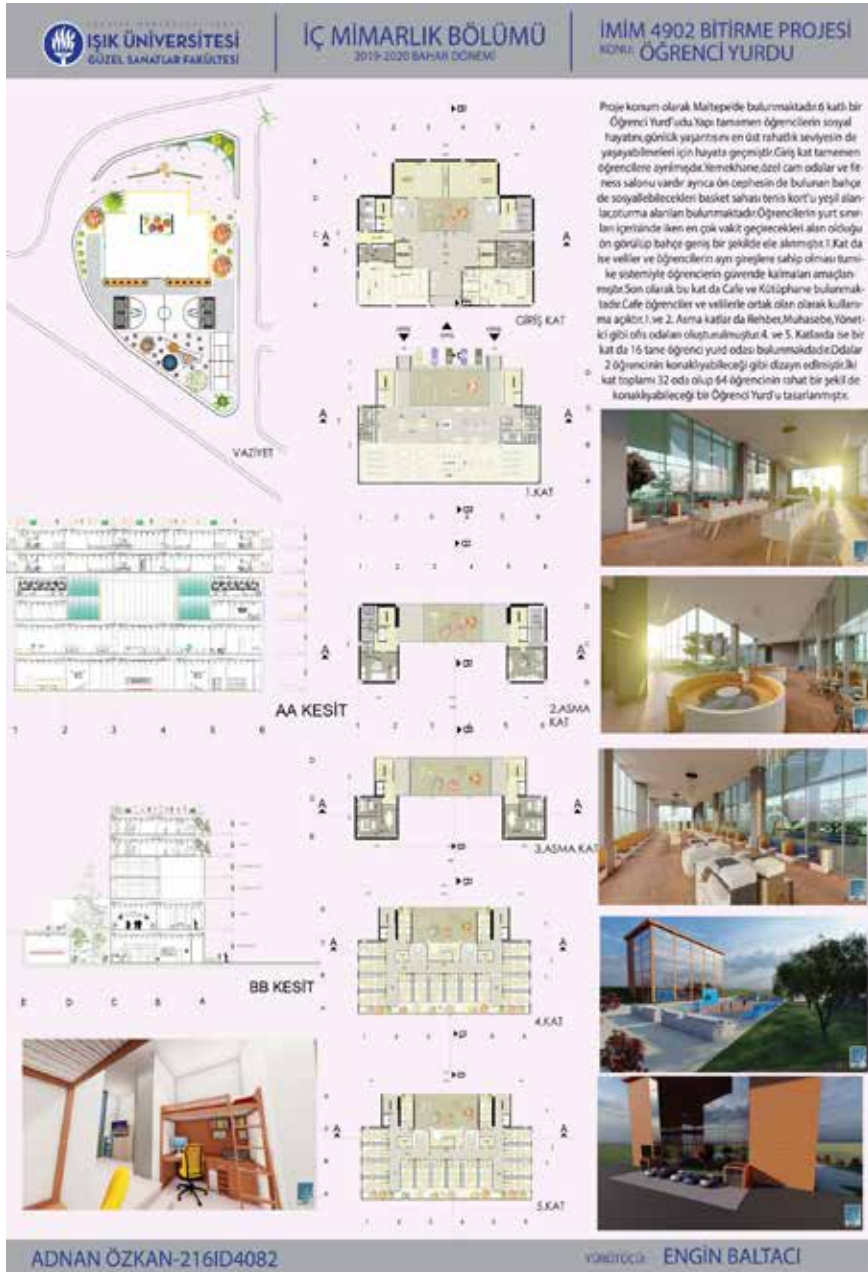 IŞIK ÜNİVERSİTESİ
GÜZEL SANATLAR FAKÜLTESİ
İÇ MİMARLIK BÖLÜMÜ
2019-2020 BAHAR DÖNEMİ
İMİM 4902 BİTİRME PROJESİ
KONU: ÖĞRENCİ YURDU
Proje konum olarak Maltepe'de bulunmaktadır.6 katlı bir
Öğrenci Yurd'udu.Yapı tamamen öğrencilerin sosyal
hayatını,günlük yaşantısını en üst rahatlık seviyesin de
yaşayabilmeleri için hayata geçmiştir.Giriş kat tamemen
öğrencilere ayrılmışdır.Yemekhane,özel cam odalar ve fit-
ness salonu vardır ayrıca ön cephesin de bulunan bahçe
de sosyallebilecekleri basket sahası tenis kort'u yeşil alan-
lar,oturma alanları bulunmaktadır.Öğrencilerin yurt sınır-
ları içerisinde iken en çok vakit geçirecekleri alan olduğu
ön görülüp bahçe geniş bir şekilde ele alınmıştır.1.Kat da
ise veliler ve öğrencilerin ayrı girişlere sahip olması turni-
ke sistemiyle öğrencilerin güvende kalmaları amaçlan-
mıştır.Son olarak bu kat da Cafe ve Kütüphane bulunmak-
tadır.Cafe öğrenciler ve velilerle ortak olan olarak kullanı-
ma açıktır.1. ve 2. Asma katlar da Rehber,Muhasebe,Yönet-
ici gibi ofis odaları oluşturulmuştur.4. ve 5. Katlarda ise bir
kat da 16 tane öğrenci yurd odası bulunmakdadır.Odalar
2 öğrencinin konaklıyabileceği gibi dizayn edilmiştir.İki
kat toplamı 32 oda olup 64 öğrencinin rahat bir şekil de
konaklıyabileceği bir Öğrenci Yurd'u tasarlanmıştır.
VAZİYET
GİRİŞ KAT
1.KAT
AA KESİT
2.ASMA
KAT
3.ASMA KAT
BB KESİT
4.KAT
5.KAT
ADNAN ÖZKAN-216ID4082
YÜRÜTÜCÜ: ENGİN BALTACI